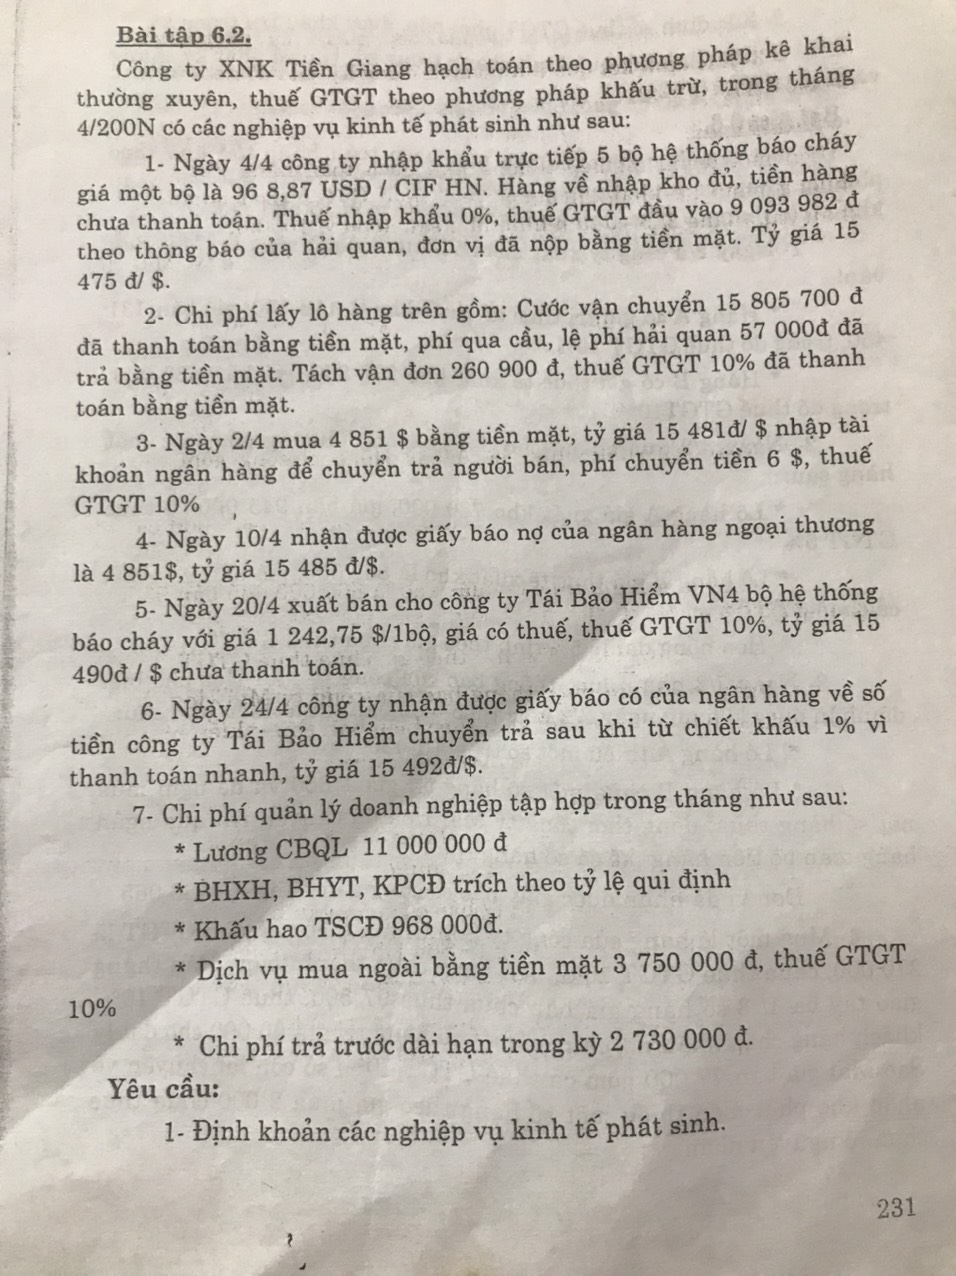 Bài tập 6.2.
Công ty XNK Tiền Giang hạch toán theo phương pháp kê khai
thường xuyên, thuế GTGT theo phương pháp khấu trừ, trong tháng
4/200N có các nghiệp vụ kinh tế phát sinh như sau:
1- Ngày 4/4 công ty nhập khẩu trực tiếp 5 bộ hệ thống báo cháy
giá một bộ là 96 8,87 USD / CIF HN. Hàng về nhập kho đủ, tiền hàng
chưa thanh toán. Thuế nhập khẩu 0%, thuế GTGT đầu vào 9 093 982 đ
theo thông báo của hải quan, đơn vị đã nộp bằng tiền mặt. Tỷ giá 15
475 đ/ $.
2- Chi phí lấy lô hàng trên gồm: Cước vận chuyển 15 805 700 đ
đã thanh toán bằng tiền mặt, phí qua cầu, lệ phí hải quan 57 000đ đã
trả bằng tiền mặt. Tách vận đơn 260 900 đ, thuế GTGT 10% đã thanh
toán bằng tiền mặt.
3- Ngày 2/4 mua 4 851 $ bằng tiền mặt, tỷ giá 15 481đ/ $ nhập tài
khoản ngân hàng để chuyển trả người bán, phí chuyển tiền 6 $, thuế
GTGT 10%
4- Ngày 10/4 nhận được giấy báo nợ của ngân hàng ngoại thương
là 4 851$, tỷ giá 15 485 đ/$.
5- Ngày 20/4 xuất bán cho công ty Tái Bảo Hiểm VN4 bộ hệ thống
báo cháy với giá 1 242,75 $/1bộ, giá có thuế, thuế GTGT 10%, tỷ giá 15
490đ / $ chưa thanh toán.
6- Ngày 24/4 công ty nhận được giấy báo có của ngân hàng về số
tiền công ty Tái Bảo Hiểm chuyển trả sau khi từ chiết khấu 1% vì
thanh toán nhanh, tỷ giá 15 492đ/$.
7- Chi phí quản lý doanh nghiệp tập hợp trong tháng như sau:
* Lương CBQL 11 000 000 đ
* BHXH, BHYT, KPCĐ trích theo tỷ lệ qui định
* Khấu hao TSCĐ 968 000đ.
* Dịch vụ mua ngoài bằng tiền mặt 3 750 000 đ, thuế GTGT
10%
* Chi phí trả trước dài hạn trong kỳ 2 730 000 đ.
Yêu cầu:
1- Định khoản các nghiệp vụ kinh tế phát sinh.
231